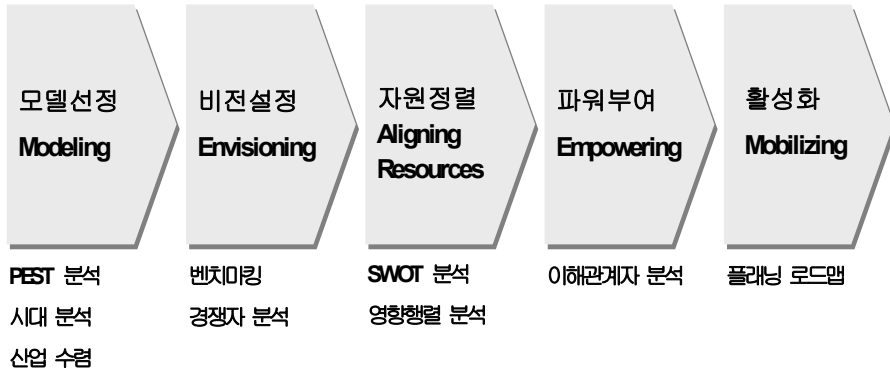 모델선정
Modeling
비전설정
Envisioning
자원정렬
Aligning
Resources
파워부여
Empowering
활성화
Mobilizing
PEST 분석
시대 분석
산업 수렴
벤치마킹
경쟁자 분석
SWOT 분석
영향행렬 분석
이해관계자 분석
플래닝 로드맵